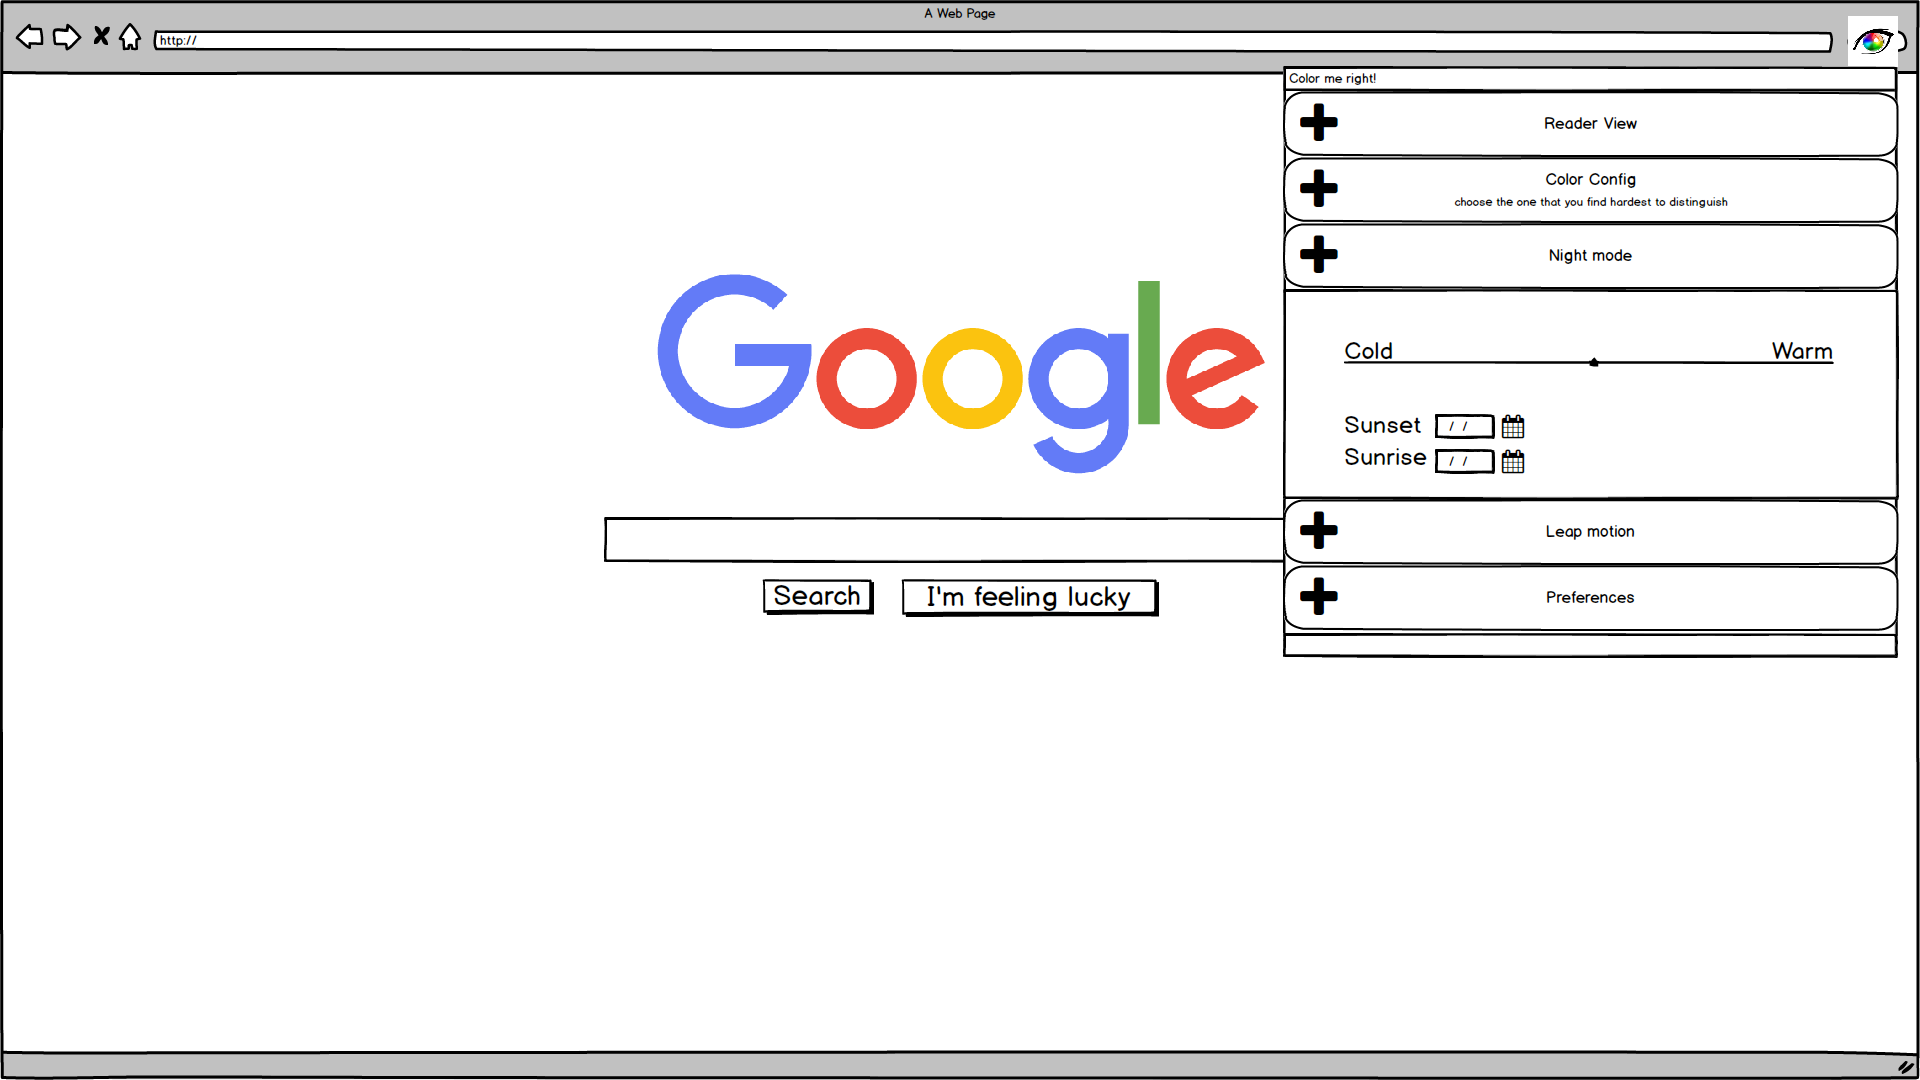 A Web Page
http://
Color me right!
Reader View
Color Config
choose the one that you find hardest to distinguish
Night mode
Cold
Warm
Google
Sunset / /
Sunrise / /
Search
I'm feeling lucky
Leap motion
Preferences